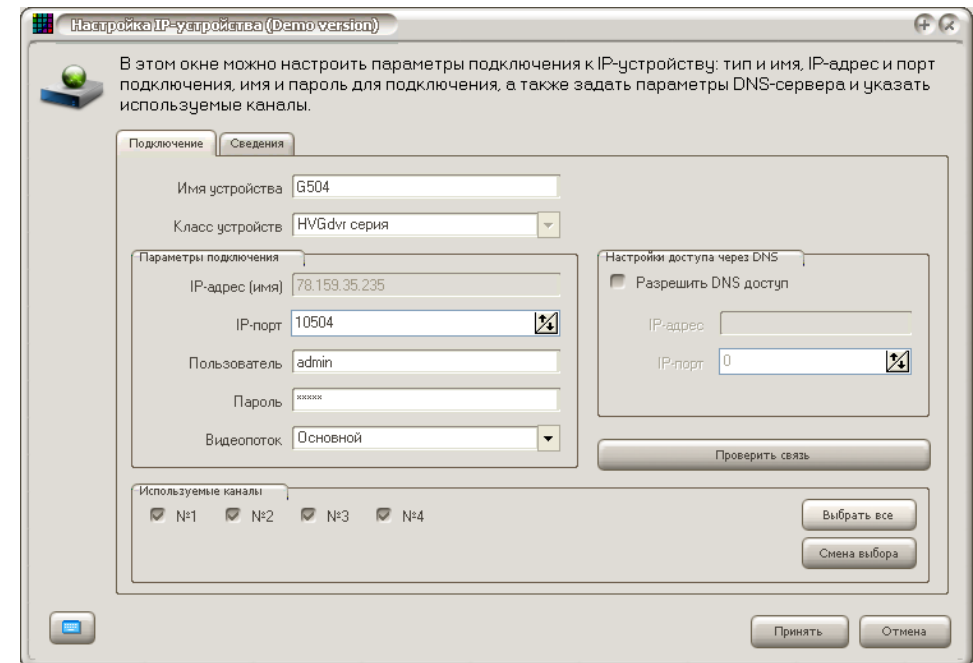 Настройка IP-устройства (Demo version)
В этом окне можно настроить параметры подключения к IP-устройству: тип и имя, IP-адрес и порт
подключения, имя и пароль для подключения, а также задать параметры DNS-сервера и указать
используемые каналы.
Подключение Сведения
Имя устройства G504
Класс устройств HVGdvr серия
Параметры подключения
IP-адрес (имя) 78.159.35.235
IP-порт 10504
Пользователь admin
Пароль xxxxx
Видеопоток Основной
Настройки доступа через DNS
Разрешить DNS доступ
IP-адрес
IP-порт 0
Проверить связь
Используемые каналы
№1 №2 №3 №4
Выбрать все
Смена выбора
Принять Отмена